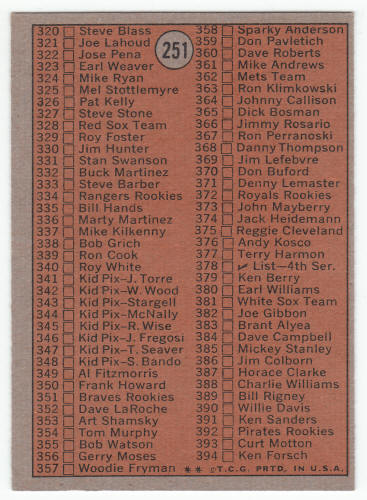 320 Steve Blass
321 Joe Lahoud
322 Jose Pena
323 Earl Weaver
324 Mike Ryan
325 Mel Stottlemyre
326 Pat Kelly
327 Steve Stone
328 Red Sox Team
329 Roy Foster
330 Jim Hunter
331 Stan Swanson
332 Buck Martinez
333 Steve Barber
334 Rangers Rookies
335 Bill Hands
336 Marty Martinez
337 Mike Kilkenny
338 Bob Grich
339 Ron Cook
340 Roy White
341 Kid Pix–J. Torre
342 Kid Pix–W. Wood
343 Kid Pix–Stargell
344 Kid Pix–McNally
345 Kid Pix–R. Wise
346 Kid Pix–J. Fregosi
347 Kid Pix–T. Seaver
348 Kid Pix–S. Bando
349 Al Fitzmorris
350 Frank Howard
351 Braves Rookies
352 Dave LaRoche
353 Art Shamsky
354 Tom Murphy
355 Bob Watson
356 Gerry Moses
357 Woodie Fryman
251
358 Sparky Anderson
359 Don Pavletich
360 Dave Roberts
361 Mike Andrews
362 Mets Team
363 Ron Klimkowski
364 Johnny Callison
365 Dick Bosman
366 Jimmy Rosario
367 Ron Perranoski
368 Danny Thompson
369 Jim Lefebvre
370 Don Buford
371 Denny Lemaster
372 Royals Rookies
373 John Mayberry
374 Jack Heidemann
375 Reggie Cleveland
376 Andy Kosco
377 Terry Harmon
378 ✓ List–4th Ser.
379 Ken Berry
380 Earl Williams
381 White Sox Team
382 Joe Gibbon
383 Brant Alyea
384 Dave Campbell
385 Mickey Stanley
386 Jim Colborn
387 Horace Clarke
388 Charlie Williams
389 Bill Rigney
390 Willie Davis
391 Ken Sanders
392 Pirates Rookies
393 Curt Motton
394 Ken Forsch
** ©T.C.G. PRTD. IN U.S.A.